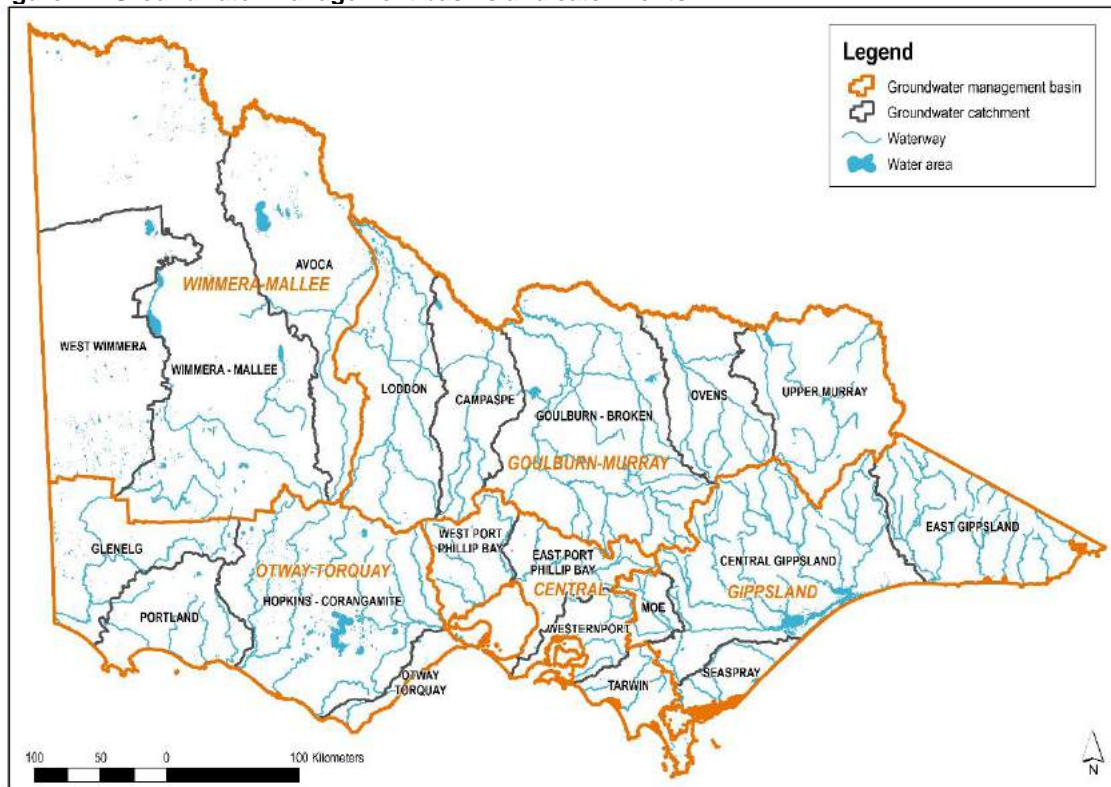 Legend
Groundwater management basin
Groundwater catchment
Waterway
Water area
AVOCA
WIMMERA-MALLEE
WEST WIMMERA
WIMMERA - MALLEE
LODDON
CAMPASPE
GOULBURN - BROKEN
OVENS
UPPER MURRAY
GOULBURN-MURRAY
EAST GIPPSLAND
GLENELG
WEST PORT
PHILLIP BAY
EAST PORT
PHILLIP BAY
CENTRAL GIPPSLAND
OTWAY-TORQUAY
CENTRAL
GIPPSLAND
HOPKINS - CORANGAMITE
MOE
PORTLAND
WESTERNPORT
SEASPRAY
OTWAY
TORQUAY
TARWIN
100 50 0 100 Kilometers
N